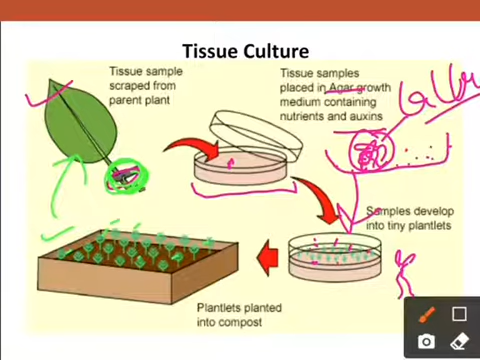 Tissue Culture
Tissue sample
scraped from
parent plant
Tissue samples
placed in Agar growth
medium containing
nutrients and auxins
Samples develop
into tiny plantlets
Plantlets planted
into compost